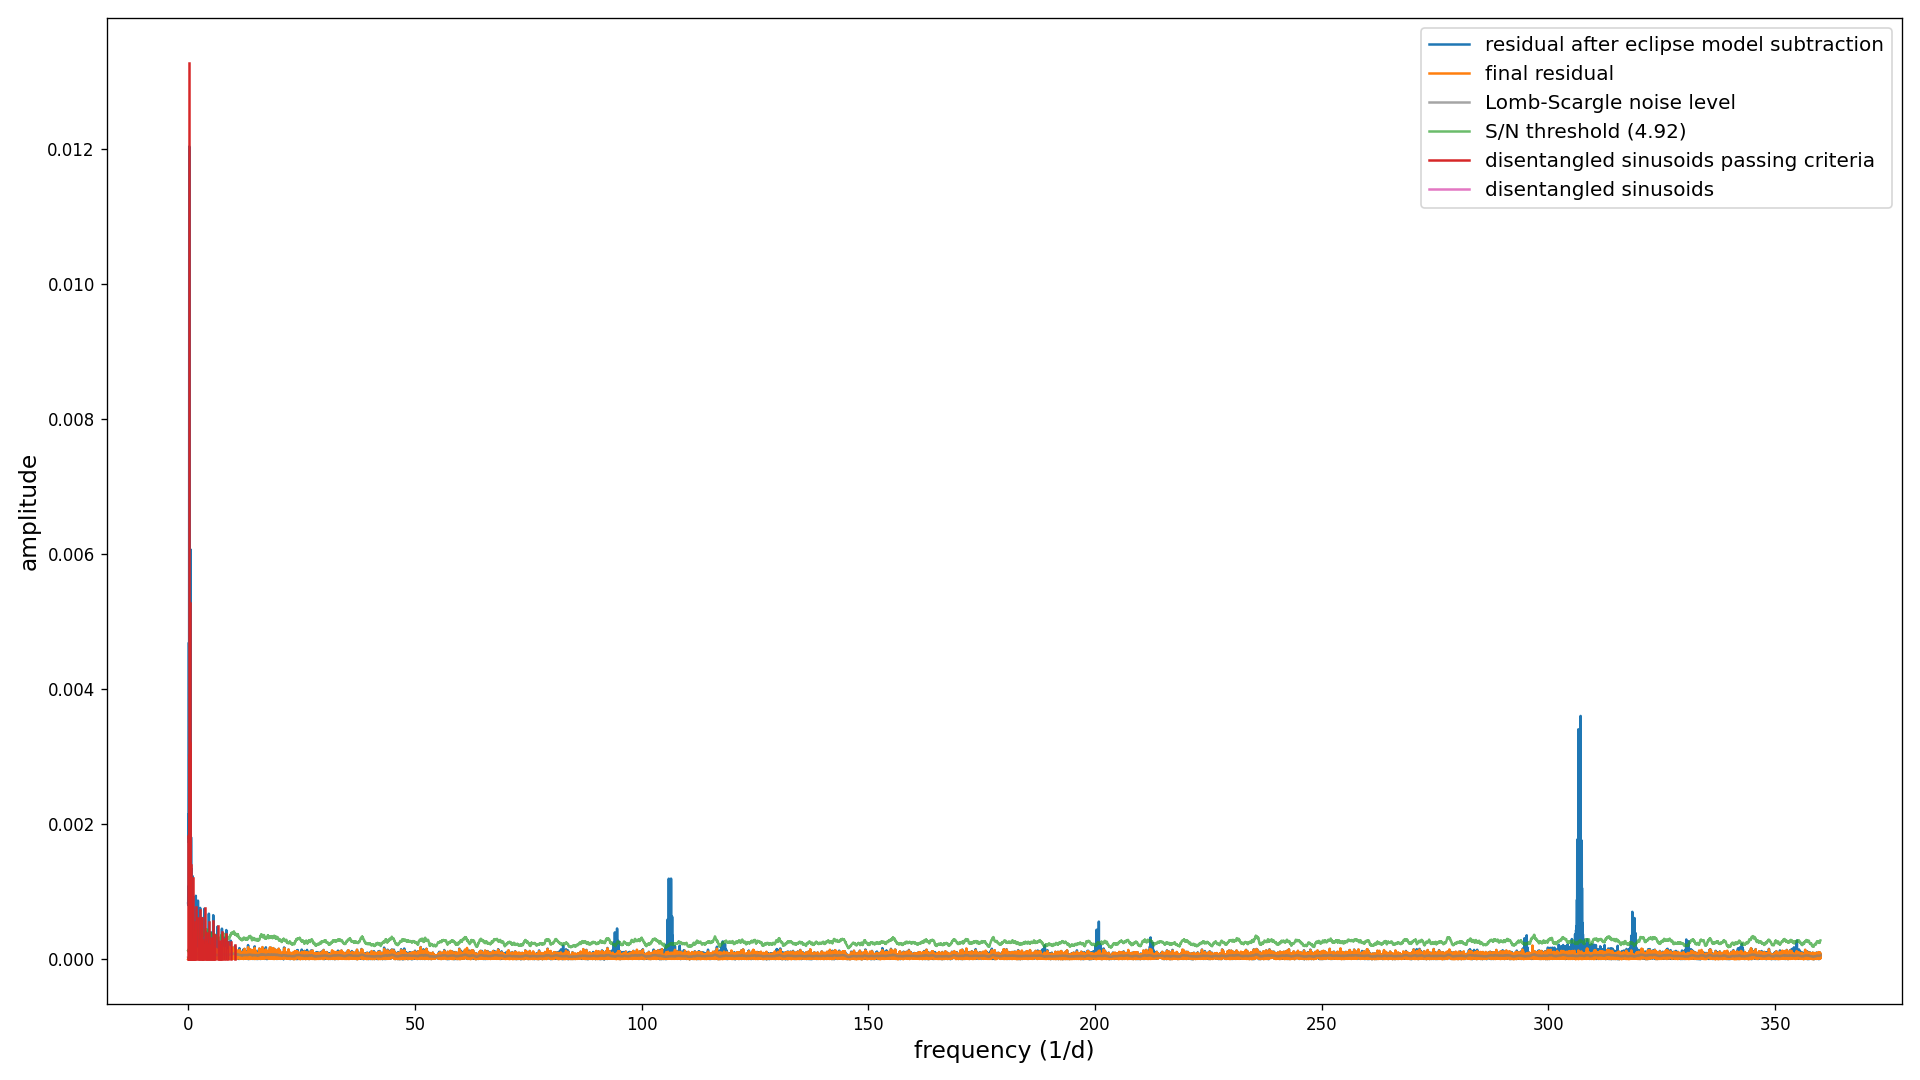 residual after eclipse model subtraction
final residual
Lomb-Scargle noise level
S/N threshold (4.92)
disentangled sinusoids passing criteria
disentangled sinusoids
0.012
0.010
0.008
0.006
0.004
0.002
0.000
amplitude
0 50 100 150 200 250 300 350
frequency (1/d)